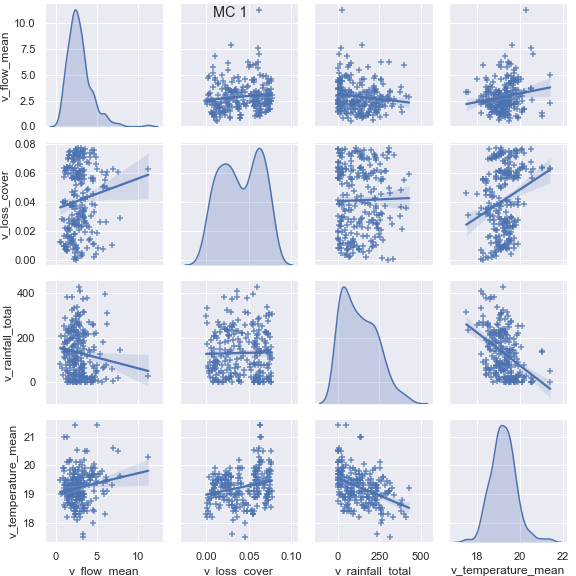 MC 1
v_flow_mean
10.0
7.5
5.0
2.5
0.0
v_loss_cover
0.08
0.06
0.04
0.02
0.00
v_rainfall_total
400
200
0
v_temperature_mean
21
20
19
18
0 5 10
0.00 0.05 0.10
0 250 500
18 20 22
v_flow_mean
v_loss_cover
v_rainfall_total
v_temperature_mean